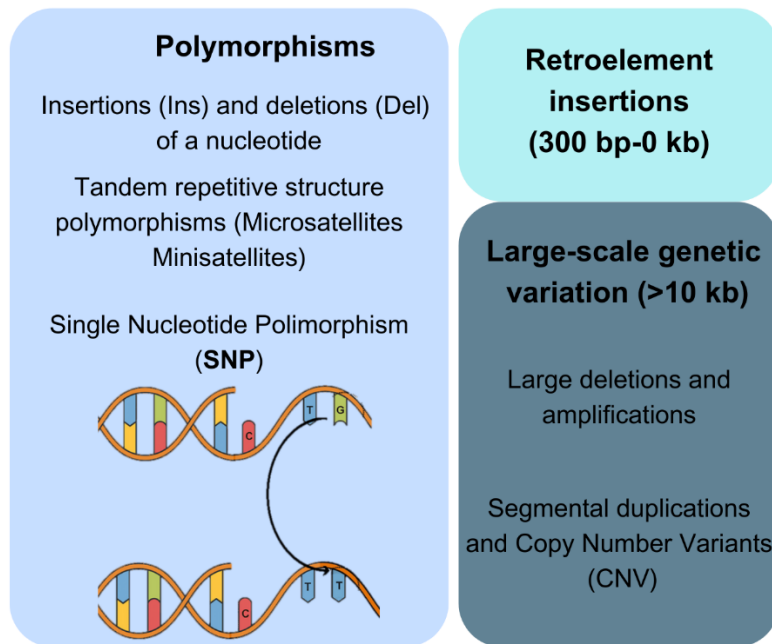 Polymorphisms
Insertions (Ins) and deletions (Del)
of a nucleotide
Tandem repetitive structure
polymorphisms (Microsatellites
Minisatellites)
Single Nucleotide Polimorphism
(SNP)
C
T
G
C
T
T
Retroelement
insertions
(300 bp-0 kb)
Large-scale genetic
variation (>10 kb)
Large deletions and
amplifications
Segmental duplications
and Copy Number Variants
(CNV)